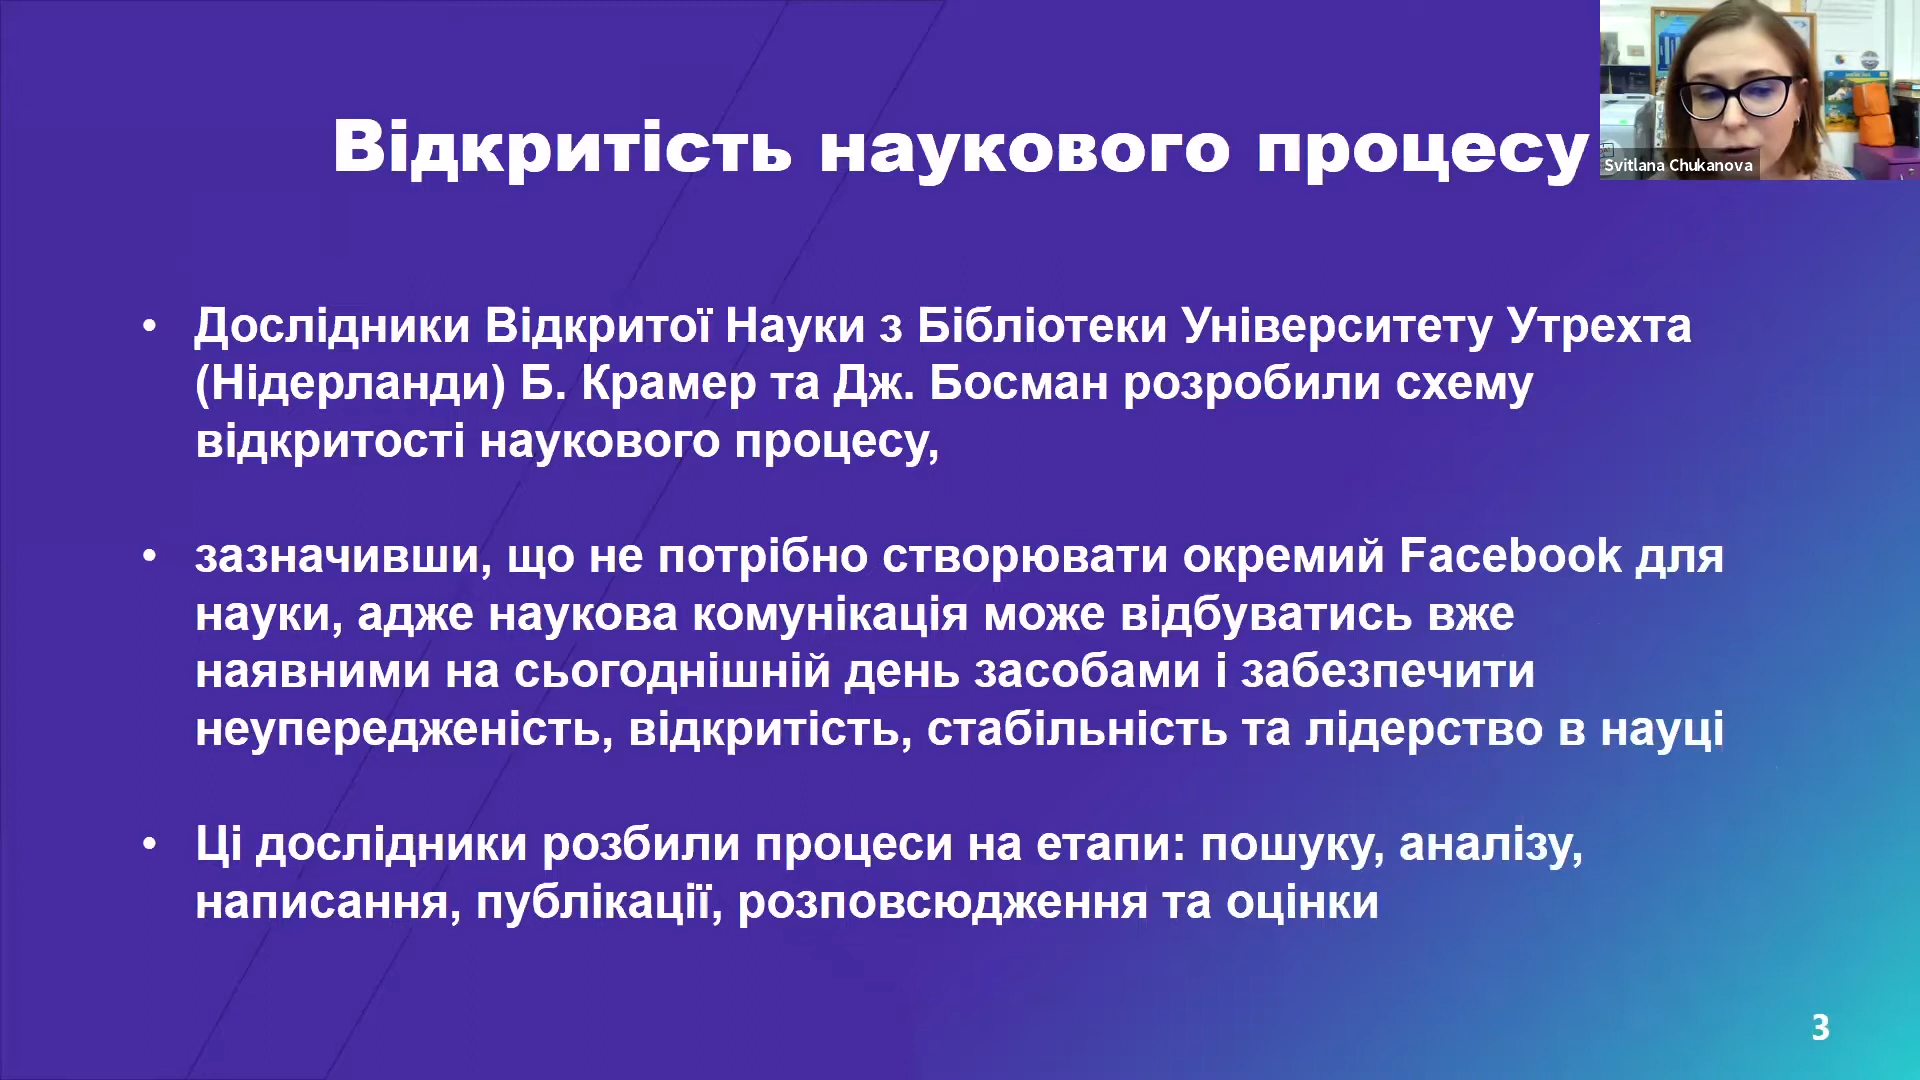 Відкритість наукового процесу
Svitlana Chukanova
• Дослідники Відкритої Науки з Бібліотеки Університету Утрехта
(Нідерланди) Б. Крамер та Дж. Босман розробили схему
відкритості наукового процесу,
• зазначивши, що не потрібно створювати окремий Facebook для
науки, адже наукова комунікація може відбуватись вже
наявними на сьогоднішній день засобами і забезпечити
неупередженість, відкритість, стабільність та лідерство в науці
• Ці дослідники розбили процеси на етапи: пошуку, аналізу,
написання, публікації, розповсюдження та оцінки
3